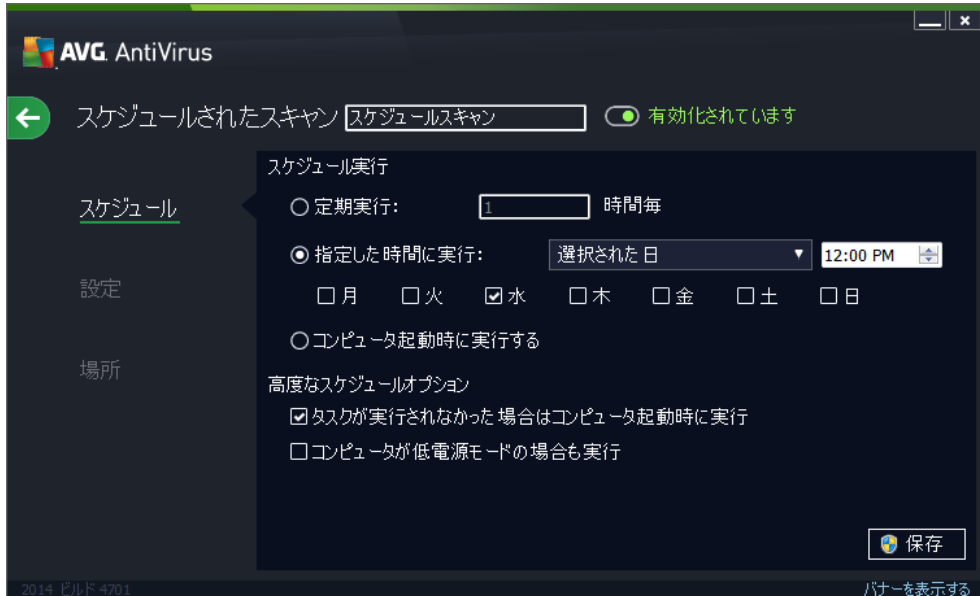 AVG. AntiVirus
スケジュールされたスキャン スケジュールスキャン 有効化されています
スケジュール
設定
場所
スケジュール実行
定期実行: 1 時間毎
指定した時間に実行: 選択された日 12:00 PM
月 火 水 木 金 土 日
コンピュータ起動時に実行する
高度なスケジュールオプション
タスクが実行されなかった場合はコンピュータ起動時に実行
コンピュータが低電源モードの場合も実行
保存
2014 ビルド 4701
バナーを表示する